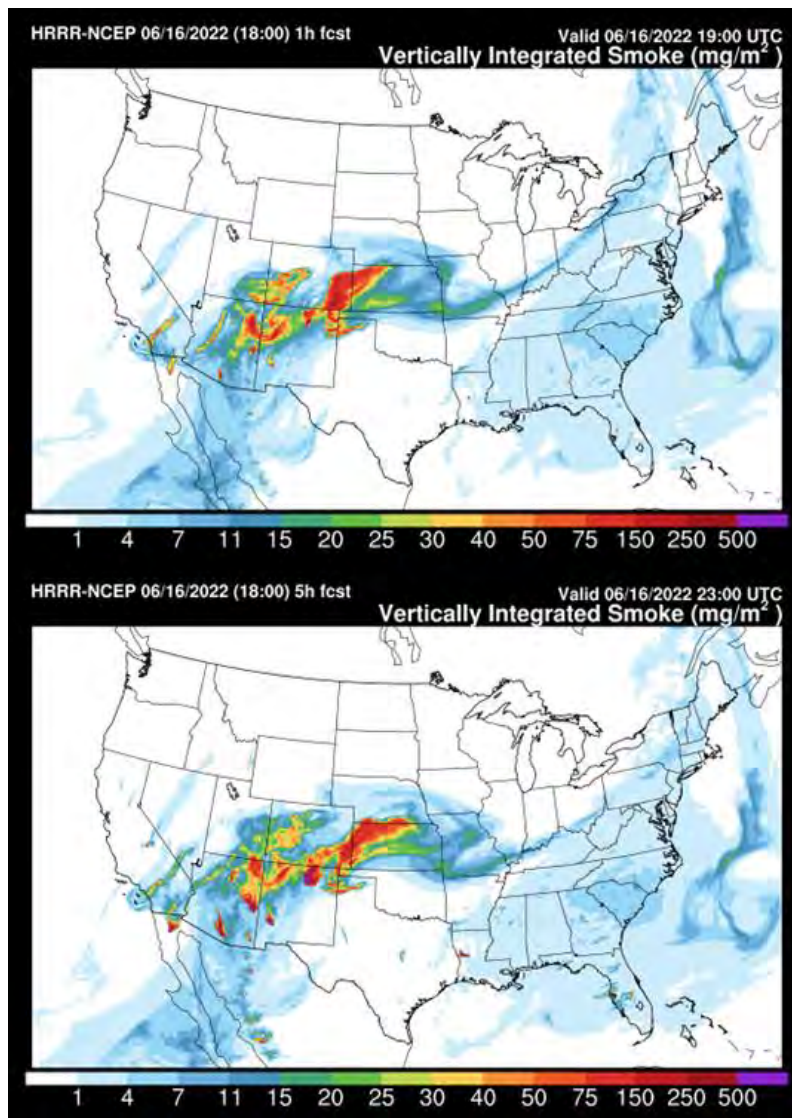 HRRR-NCEP 06/16/2022 (18:00) 1h fcst Valid 06/16/2022 19:00 UTC
Vertically Integrated Smoke (mg/m²)
1 4 7 11 15 20 25 30 40 50 75 150 250 500
HRRR-NCEP 06/16/2022 (18:00) 5h fcst Valid 06/16/2022 23:00 UTC
Vertically Integrated Smoke (mg/m²)
1 4 7 11 15 20 25 30 40 50 75 150 250 500